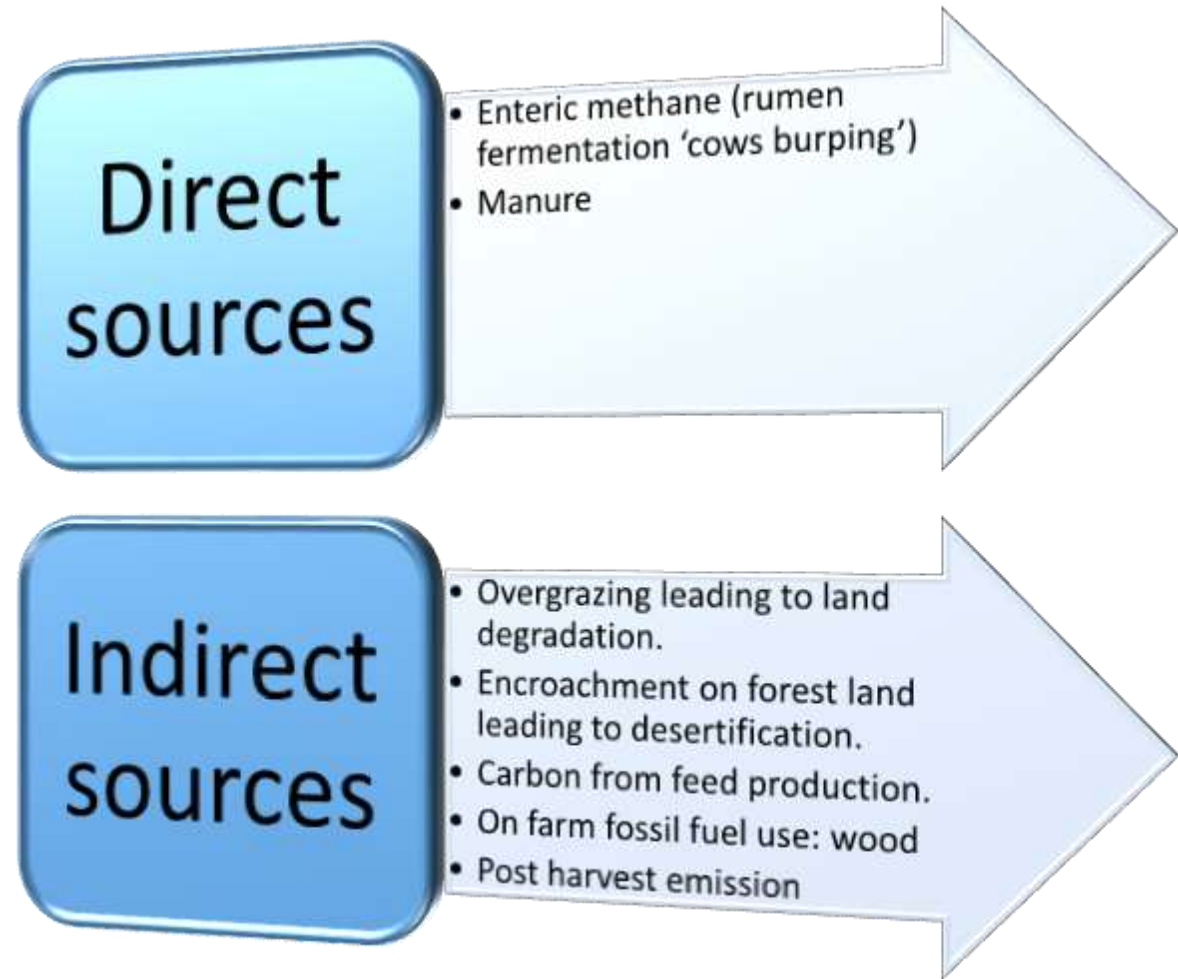 Direct
sources
• Enteric methane (rumen
fermentation ‘cows burping’)
• Manure
Indirect
sources
• Overgrazing leading to land
degradation.
• Encroachment on forest land
leading to desertification.
• Carbon from feed production.
• On farm fossil fuel use: wood
• Post harvest emission